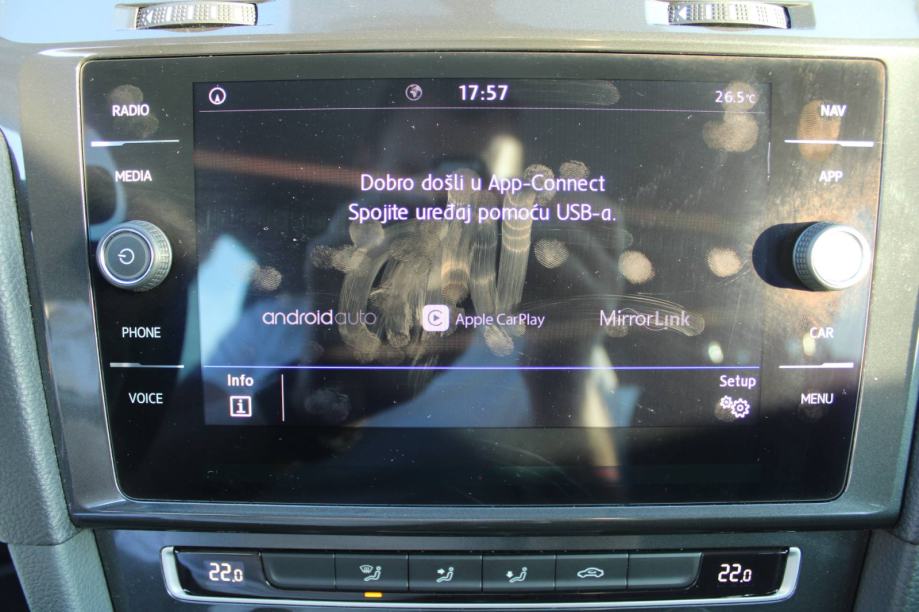 17:57
26.5°C
RADIO
MEDIA
PHONE
VOICE
Dobro došli u App-Connect
Spojite uređaj pomoću USB-a.
androidauto
Apple CarPlay
MirrorLink
Info
i
Setup
NAV
APP
CAR
MENU
22.0
22.0